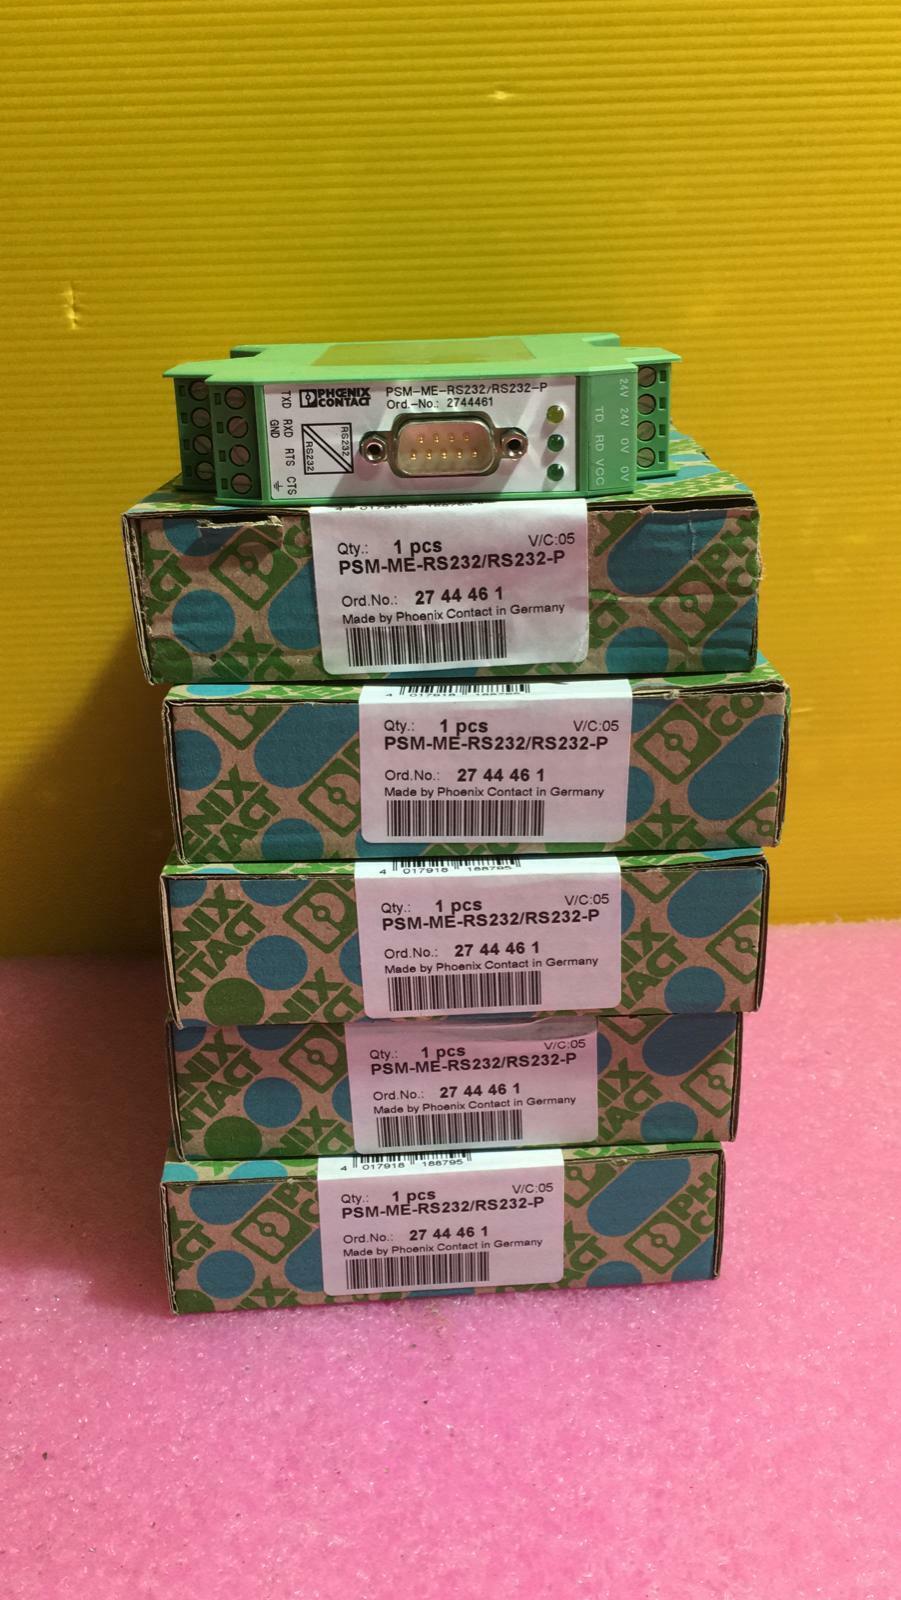 PHŒNIX
CONTACT
PSM-ME-RS232/RS232-P
Ord.-No.: 2744461
TXD RXD RTS CTS
GND
RS232
RS232
TD RD VCC
24V 24V 0V 0V
Qty.: 1 pcs V/C:05
PSM-ME-RS232/RS232-P
Ord.No.: 27 44 46 1
Made by Phoenix Contact in Germany
Qty.: 1 pcs V/C:05
PSM-ME-RS232/RS232-P
Ord.No.: 27 44 46 1
Made by Phoenix Contact in Germany
4 017918 188795
Qty.: 1 pcs V/C:05
PSM-ME-RS232/RS232-P
Ord.No.: 27 44 46 1
Made by Phoenix Contact in Germany
Qty.: 1 pcs V/C:05
PSM-ME-RS232/RS232-P
Ord.No.: 27 44 46 1
Made by Phoenix Contact in Germany
4 017918 188795
Qty.: 1 pcs V/C:05
PSM-ME-RS232/RS232-P
Ord.No.: 27 44 46 1
Made by Phoenix Contact in Germany